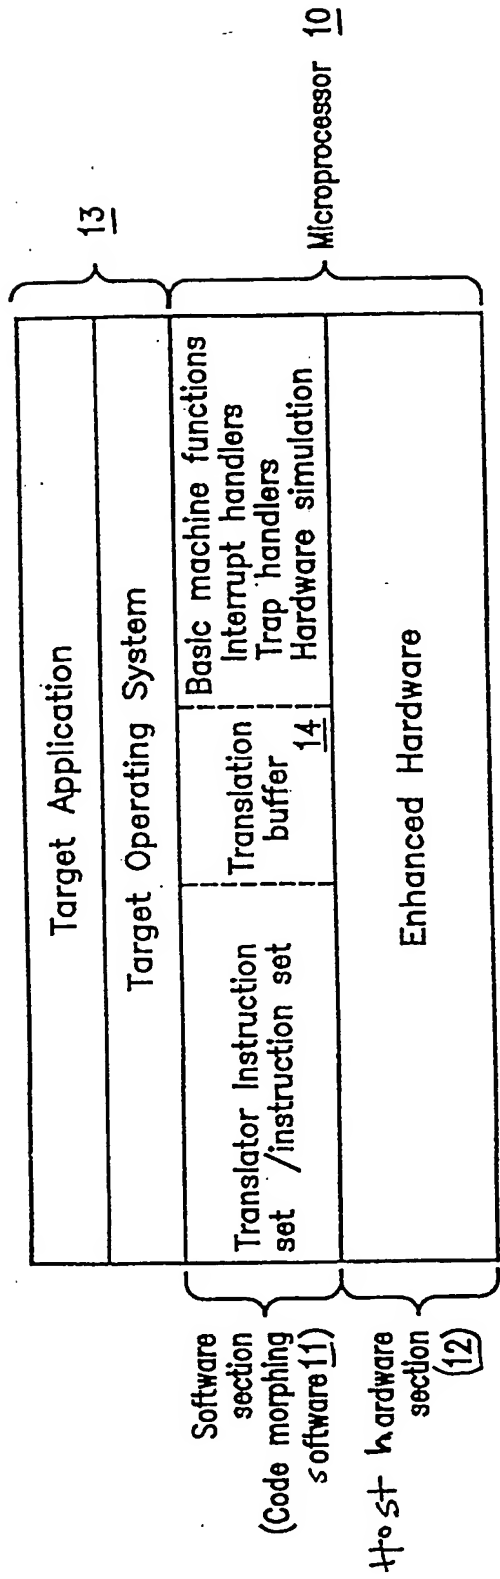 Target Application
13
Target Operating System
Software
section
(Code morphing
software 11)
Translator Instruction
set /instruction set
Translation
buffer
14
Basic machine functions
Interrupt handlers
Trap handlers
Hardware simulation
Microprocessor 10
Host hardware
section
(12)
Enhanced Hardware